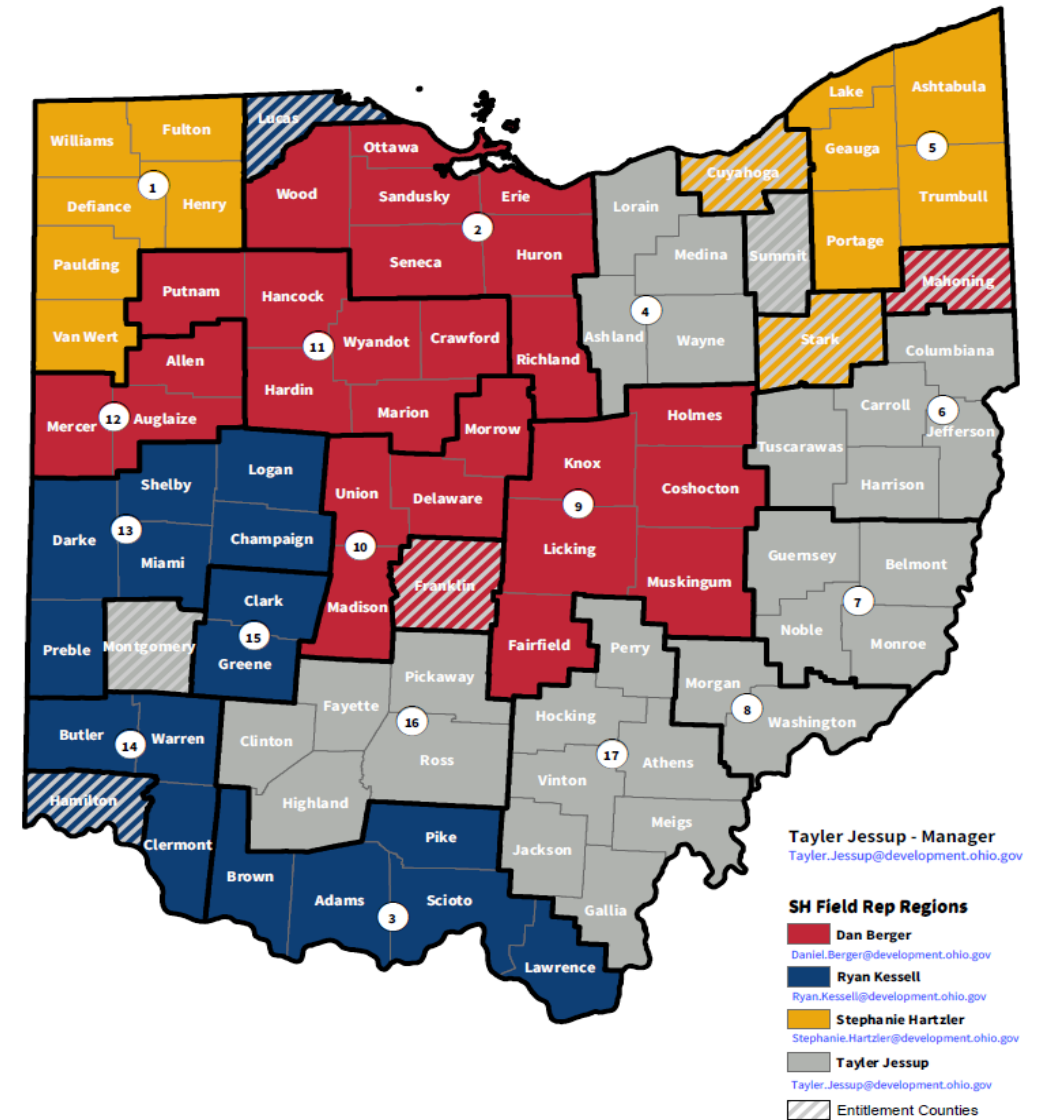 Lake
Ashtabula
Lucas
Fulton
Williams
Ottawa
Geauga
5
Cuyahoga
1
Wood
Sandusky
Erie
Trumbull
Defiance
Henry
Lorain
2
Portage
Medina
Summit
Huron
Seneca
Paulding
Mahoning
Putnam
Hancock
4
Van Wert
11
Wyandot
Crawford
Ashland
Wayne
Stark
Columbiana
Richland
Allen
Hardin
Carroll
6
Marion
Holmes
Mercer
12
Auglaize
Morrow
Jefferson
Tuscarawas
Knox
Logan
Shelby
Union
Delaware
Coshocton
Harrison
9
13
Darke
Champaign
10
Licking
Guernsey
Belmont
Miami
Franklin
Muskingum
Clark
Madison
7
15
Noble
Preble
Montgomery
Greene
Fairfield
Perry
Monroe
Pickaway
Morgan
Fayette
8
Hocking
16
Washington
Butler
14
Warren
Clinton
Ross
17
Athens
Vinton
Hamilton
Highland
Meigs
Pike
Clermont
Jackson
Brown
Adams
Scioto
Gallia
3
Lawrence
Tayler Jessup - Manager
Tayler.Jessup@development.ohio.gov
SH Field Rep Regions
Dan Berger
Daniel.Berger@development.ohio.gov
Ryan Kessell
Ryan.Kessell@development.ohio.gov
Stephanie Hartzler
Stephanie.Hartzler@development.ohio.gov
Tayler Jessup
Tayler.Jessup@development.ohio.gov
Entitlement Counties